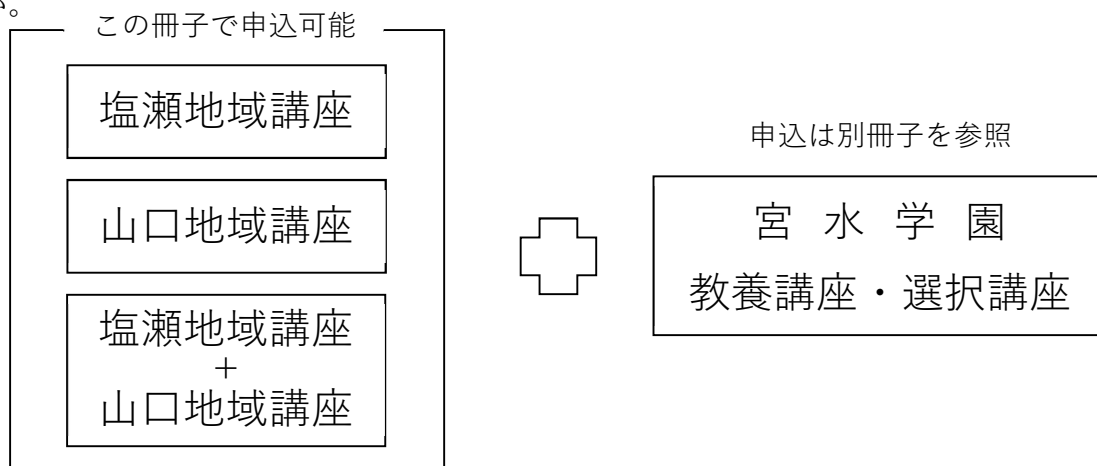 い。
この冊子で申込可能
塩瀬地域講座
山口地域講座
塩瀬地域講座
+
山口地域講座
申込は別冊子を参照
宮 水 学 園
教養講座・選択講座